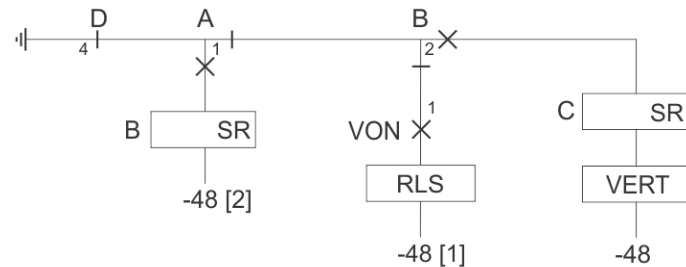 D A B
4 1 2
1
B SR VON C SR
RLS VERT
-48 [2]
-48 [1] -48